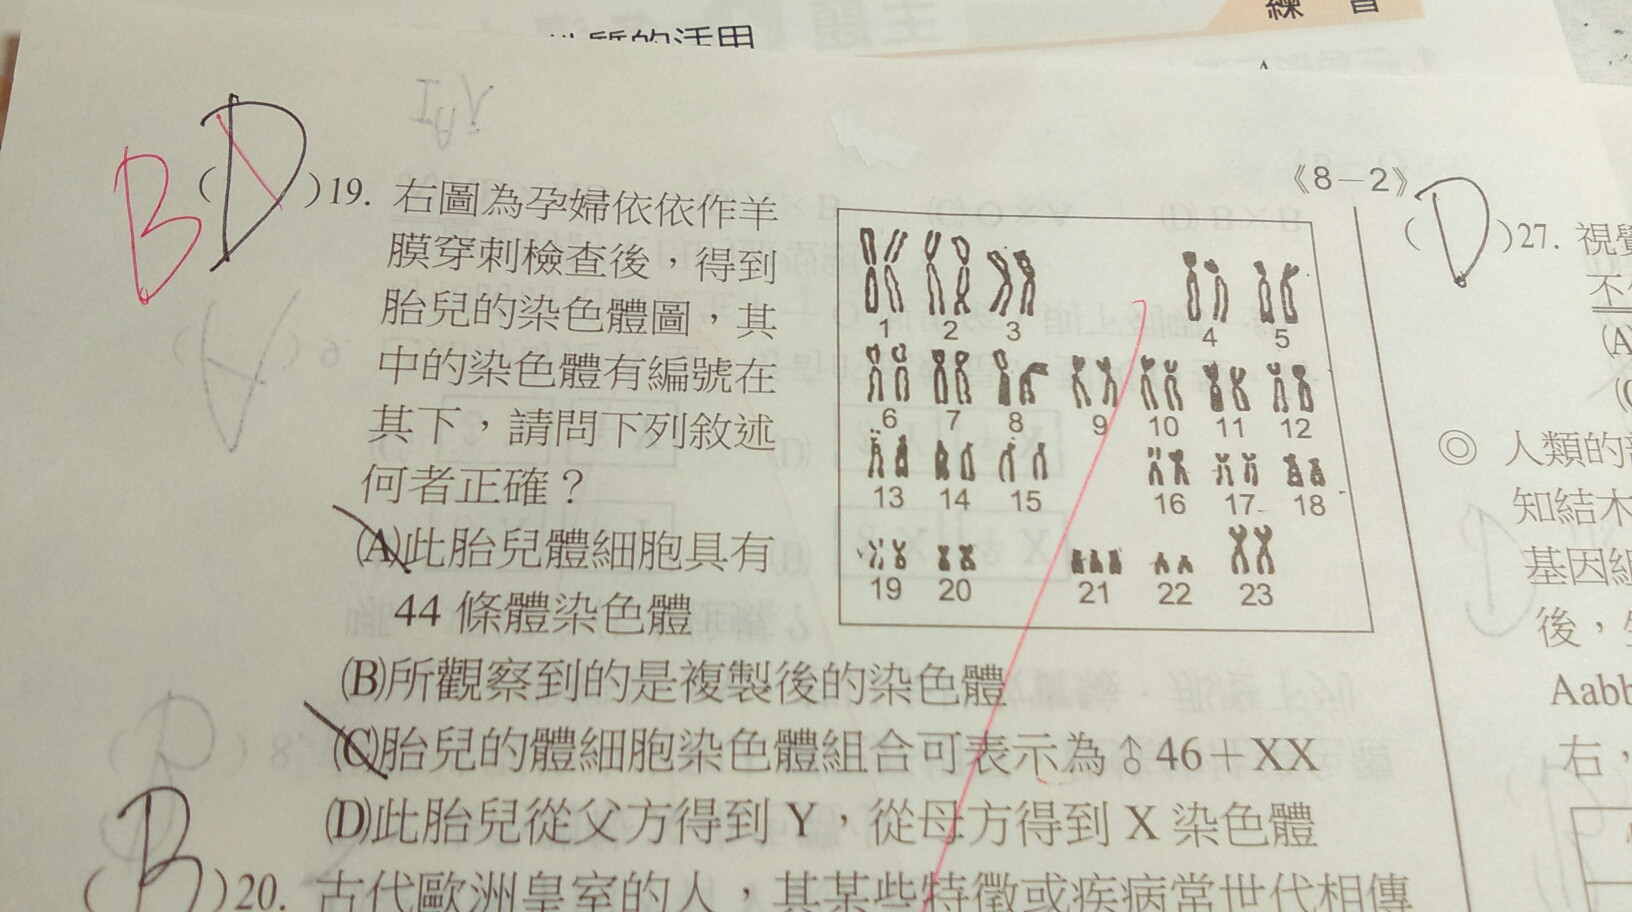 練習
性質的活用
《8－2》
B (D)19. 右圖為孕婦依依作羊
膜穿刺檢查後，得到
胎兒的染色體圖，其
中的染色體有編號在
其下，請問下列敘述
何者正確？
(A)此胎兒體細胞具有
44 條體染色體
(B)所觀察到的是複製後的染色體
(C)胎兒的體細胞染色體組合可表示為♂46＋XX
(D)此胎兒從父方得到 Y，從母方得到 X 染色體
1 2 3 4 5
6 7 8 9 10 11 12
13 14 15 16 17 18
19 20 21 22 23
(B)20. 古代歐洲皇室的人，其某些特徵或疾病常世代相傳
(D)27. 視覺
(A
(C
◎ 人類的
知結木
基因組
後，
Aabb
右，